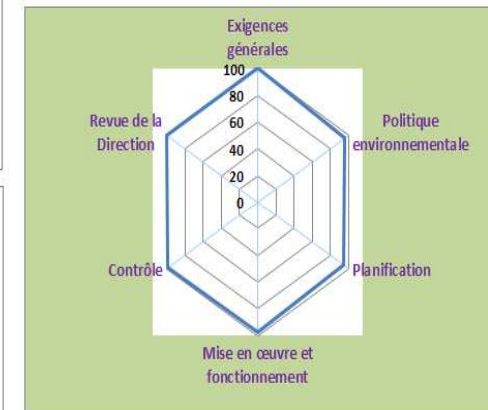 Exigences
générales
100
80
60
40
20
0
Revue de la
Direction
Politique
environnementale
Contrôle
Planification
Mise en œuvre et
fonctionnement